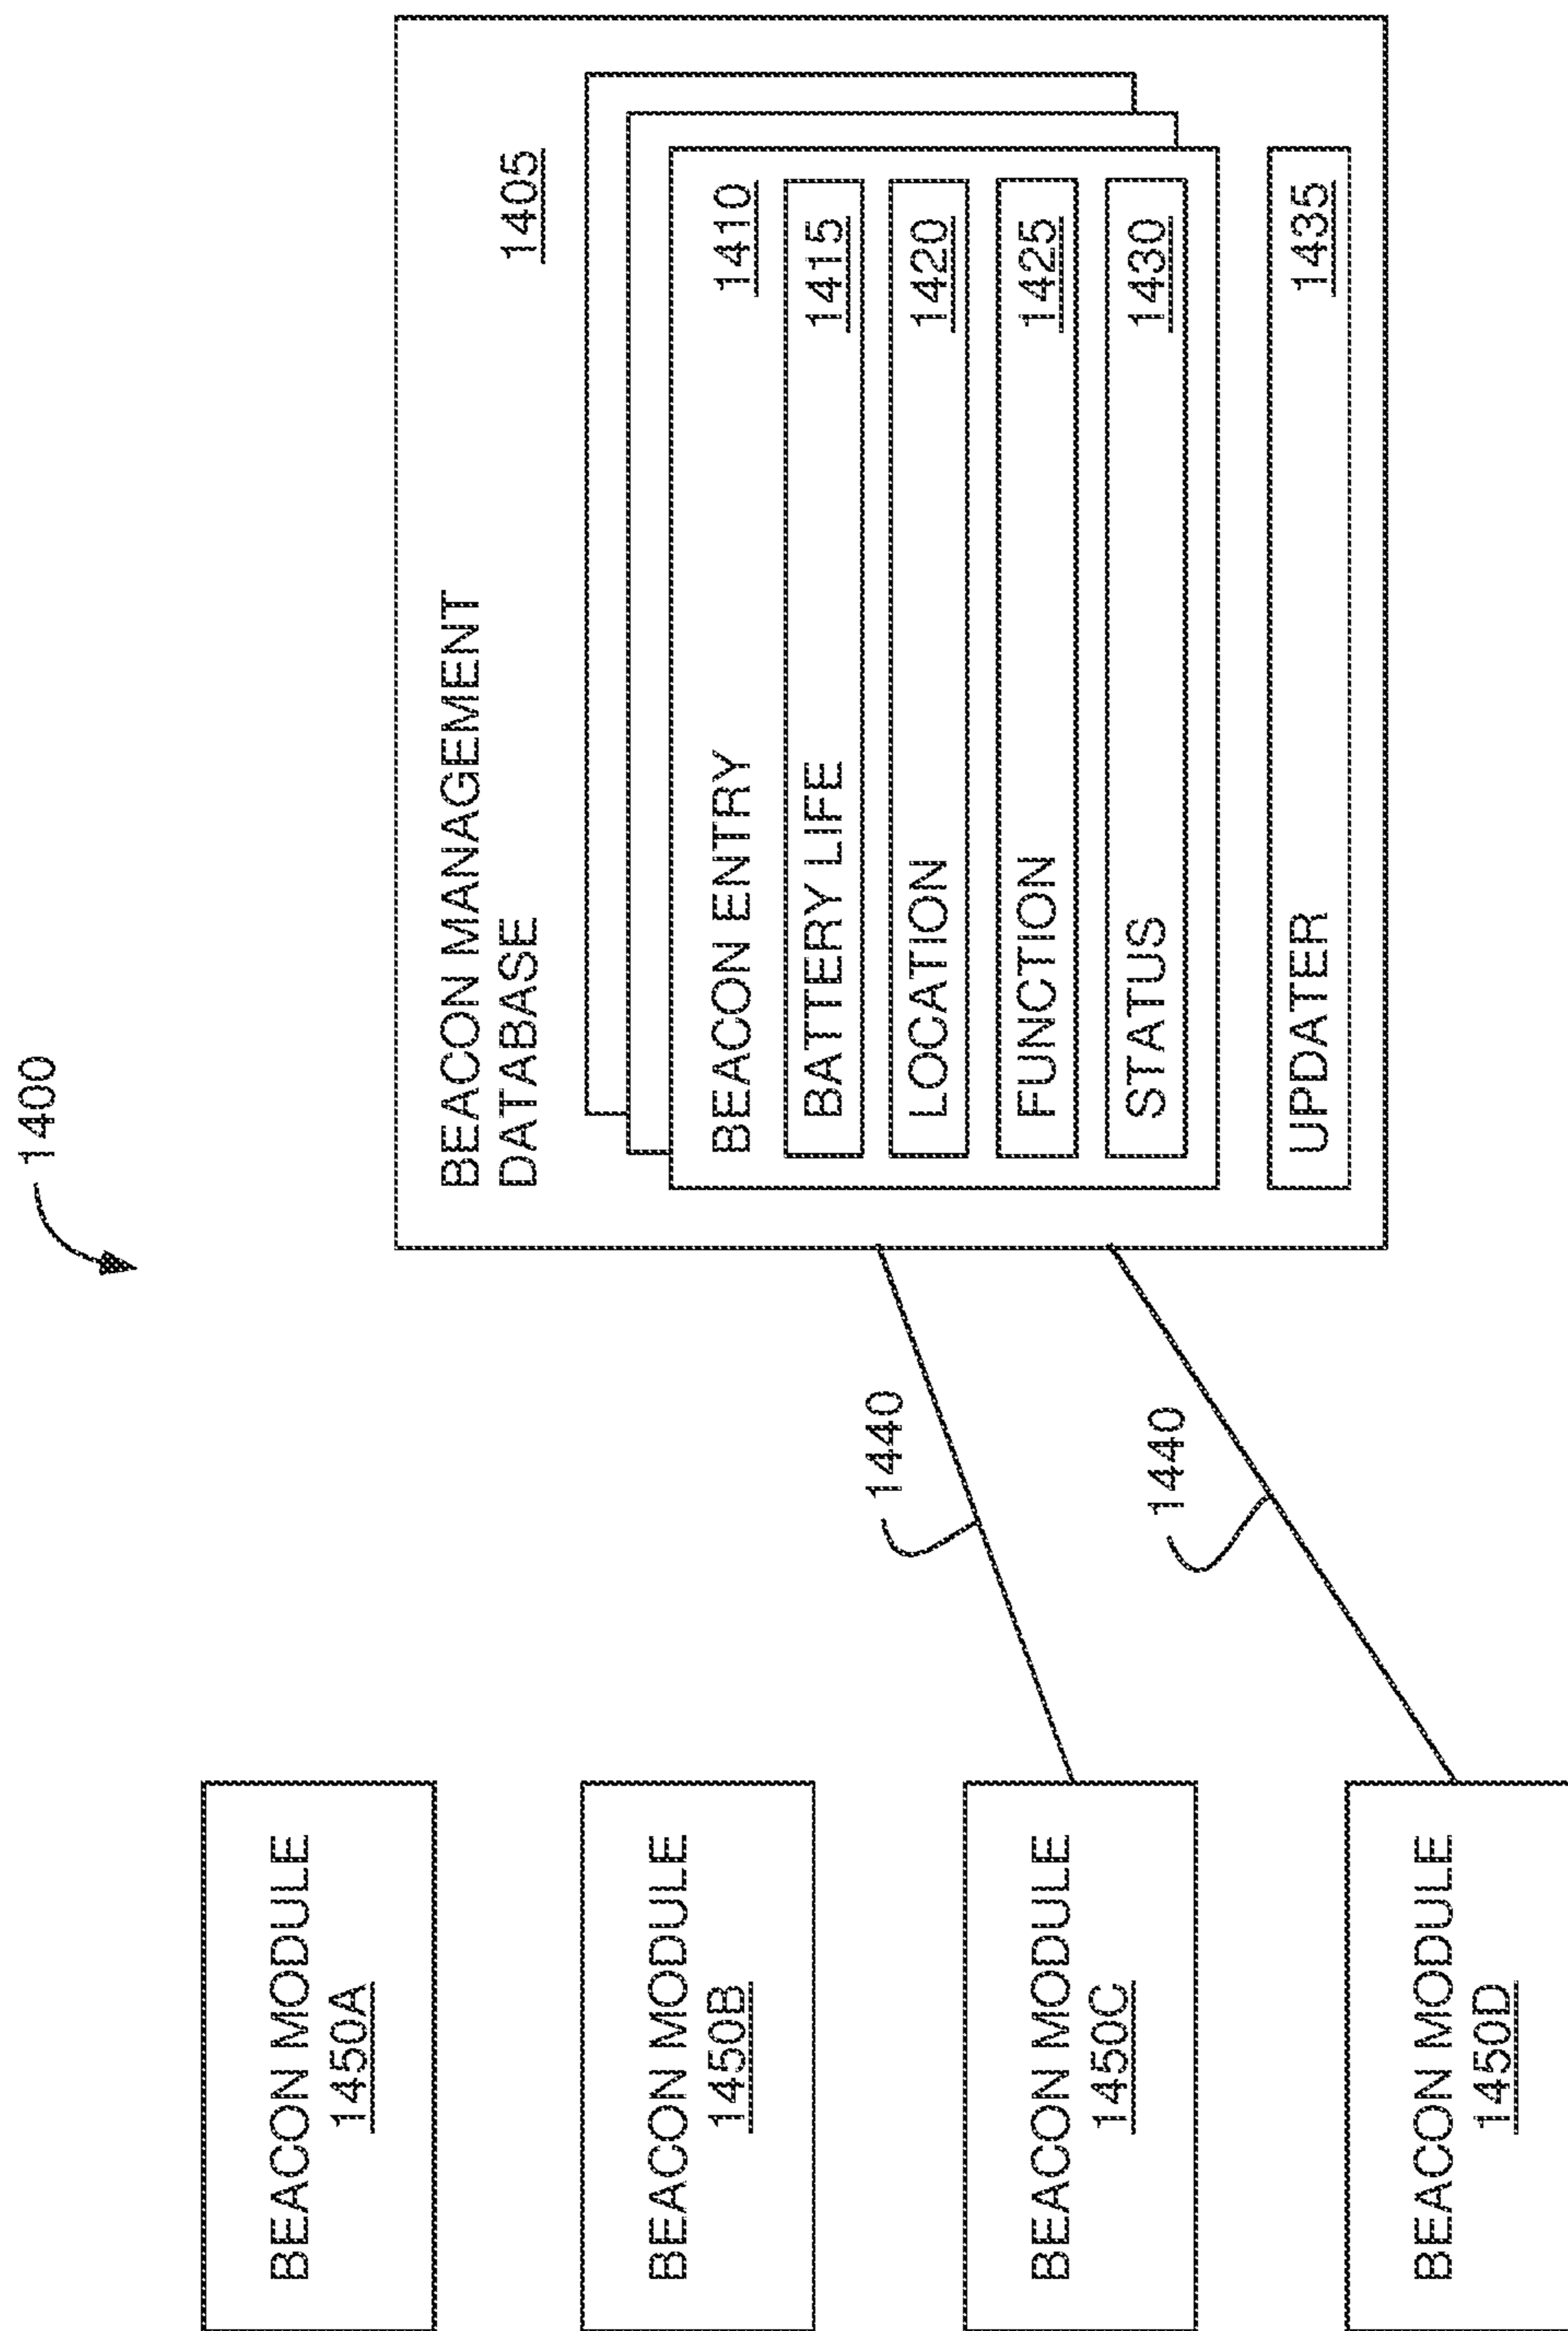 1400
BEACON MODULE
1450A
BEACON MODULE
1450B
BEACON MODULE
1450C
BEACON MODULE
1450D
1440
1440
BEACON MANAGEMENT
DATABASE 1405
BEACON ENTRY 1410
BATTERY LIFE 1415
LOCATION 1420
FUNCTION 1425
STATUS 1430
UPDATER 1435